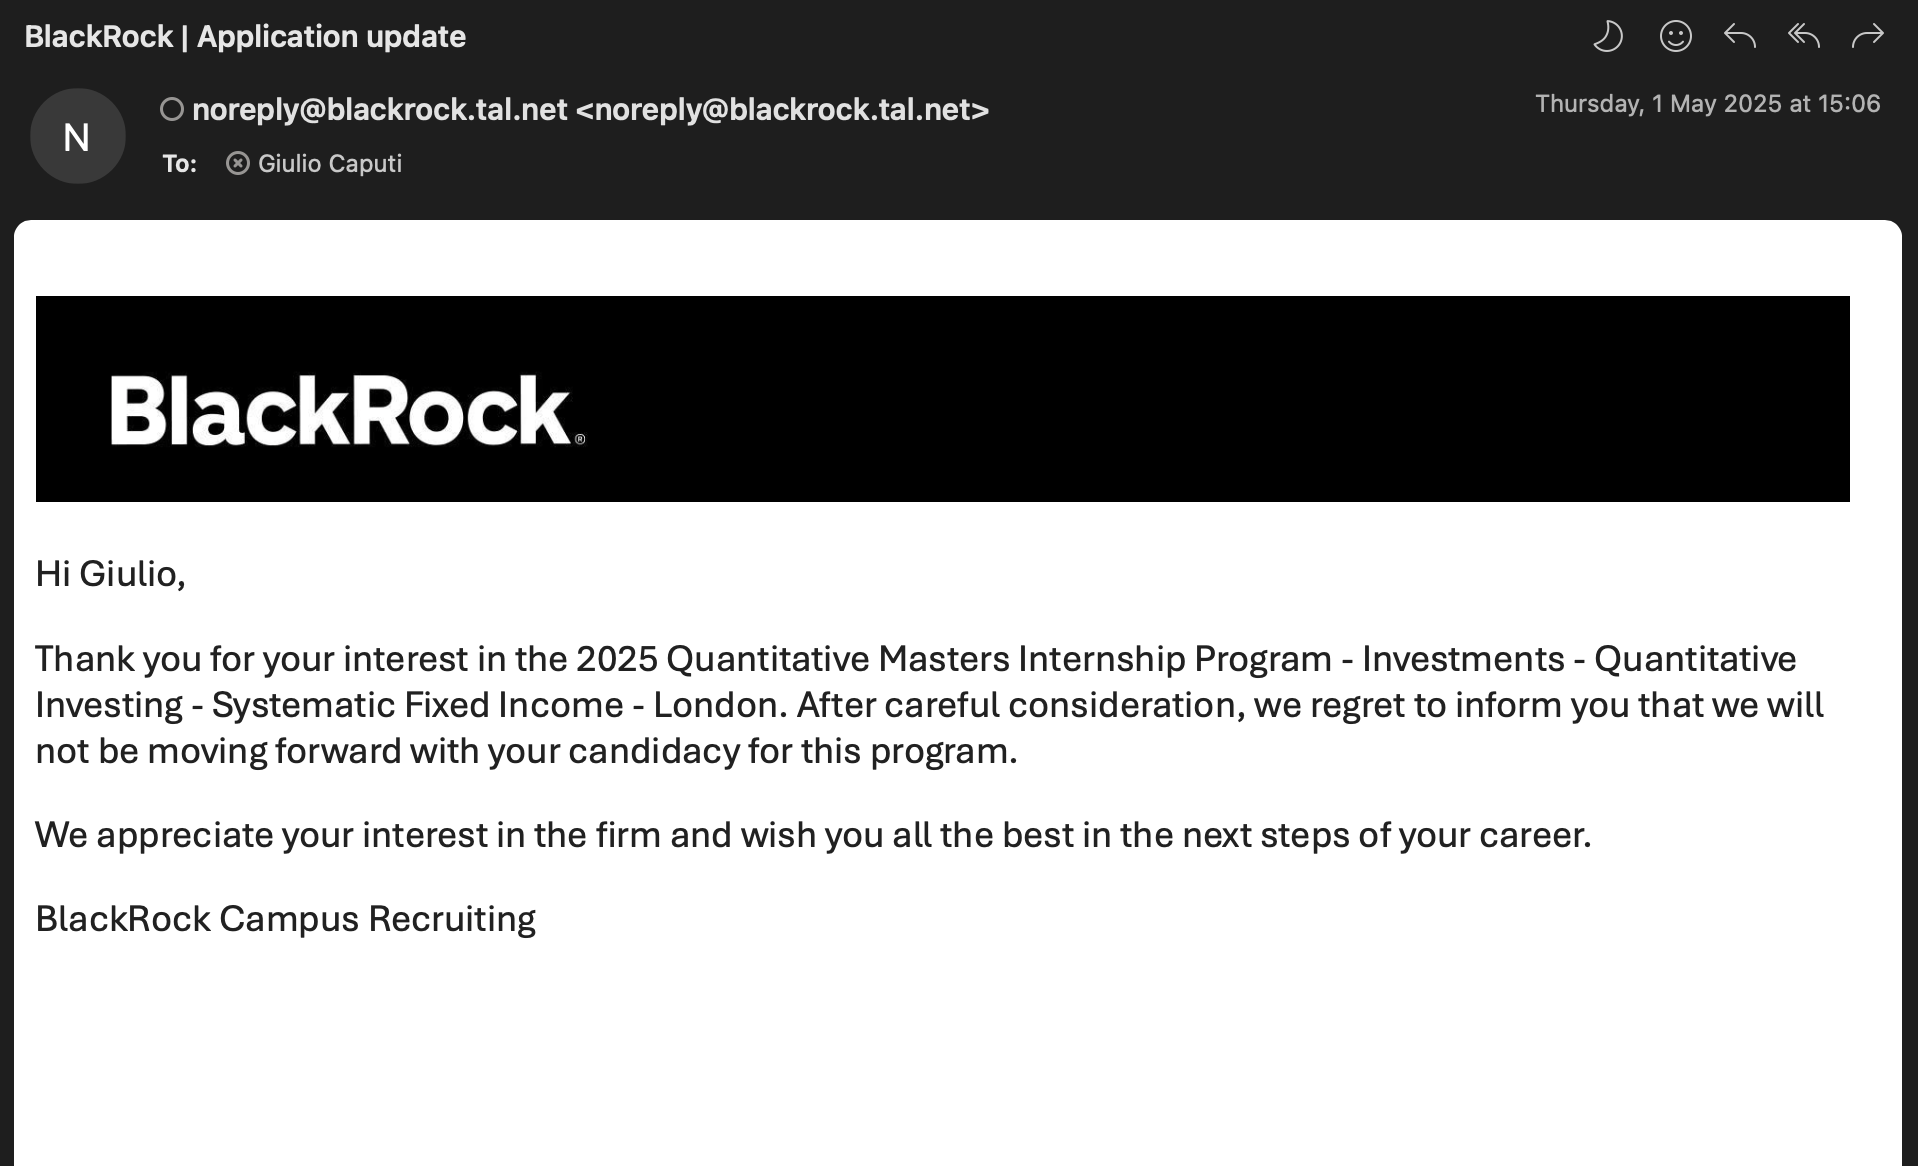 BlackRock | Application update
N
noreply@blackrock.tal.net <noreply@blackrock.tal.net>
Thursday, 1 May 2025 at 15:06
To: Giulio Caputi
BlackRock®
Hi Giulio,
Thank you for your interest in the 2025 Quantitative Masters Internship Program - Investments - Quantitative
Investing - Systematic Fixed Income - London. After careful consideration, we regret to inform you that we will
not be moving forward with your candidacy for this program.
We appreciate your interest in the firm and wish you all the best in the next steps of your career.
BlackRock Campus Recruiting